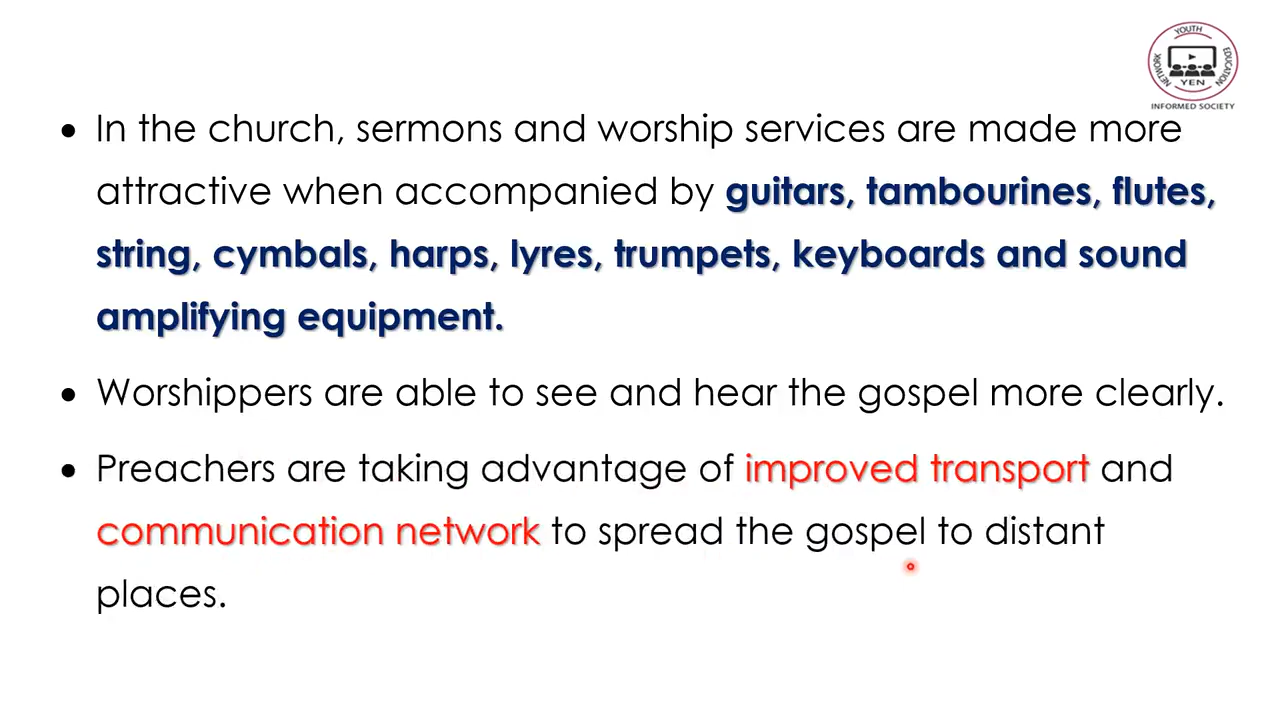 YOUTH
EDUCATION
NETWORK
YEN
INFORMED SOCIETY
• In the church, sermons and worship services are made more
attractive when accompanied by guitars, tambourines, flutes,
string, cymbals, harps, lyres, trumpets, keyboards and sound
amplifying equipment.
• Worshippers are able to see and hear the gospel more clearly.
• Preachers are taking advantage of improved transport and
communication network to spread the gospel to distant
places.